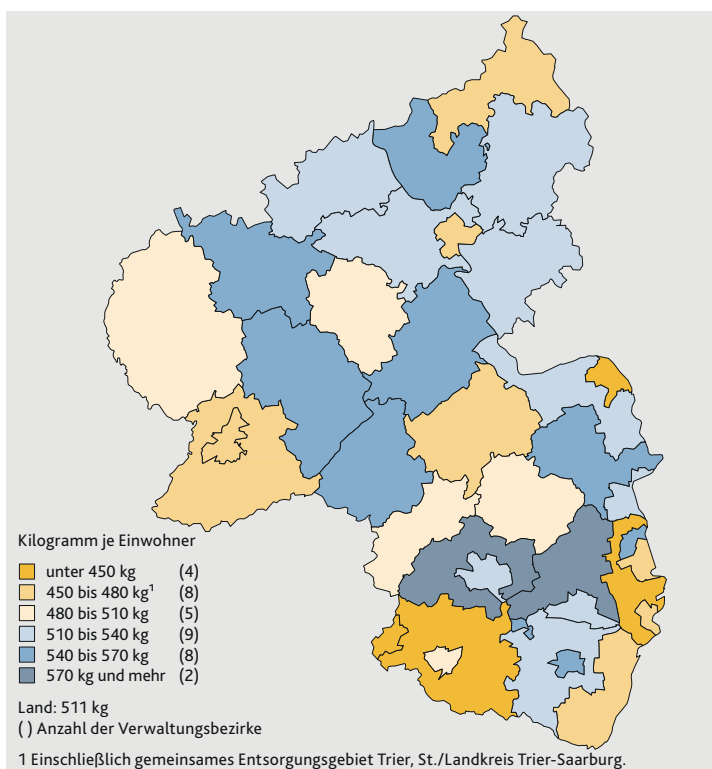 Kilogramm je Einwohner
unter 450 kg (4)
450 bis 480 kg¹ (8)
480 bis 510 kg (5)
510 bis 540 kg (9)
540 bis 570 kg (8)
570 kg und mehr (2)
Land: 511 kg
( ) Anzahl der Verwaltungsbezirke
1 Einschließlich gemeinsames Entsorgungsgebiet Trier, St./Landkreis Trier-Saarburg.